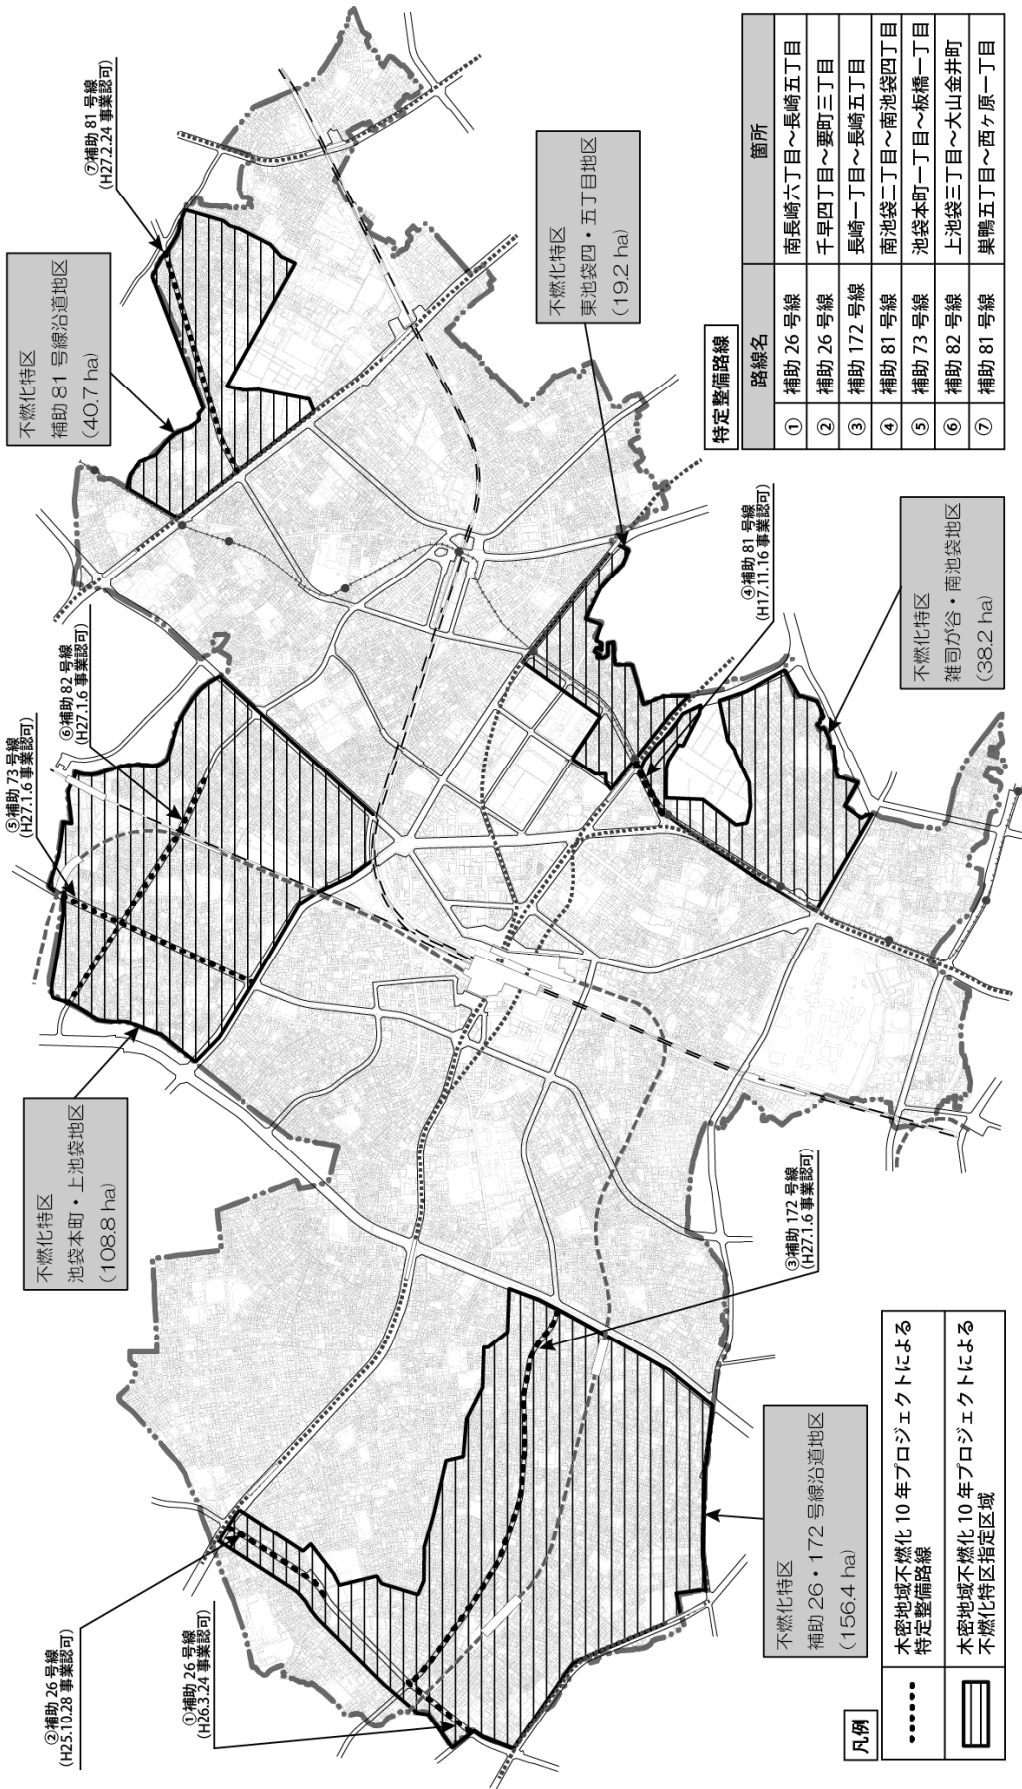 ⑤補助 73 号線
(H27.1.6 事業認可)
⑥補助 82 号線
(H27.1.6 事業認可)
不燃化特区
補助 81 号線沿道地区
（40.7 ha）
⑦補助 81 号線
(H27.2.24 事業認可)
不燃化特区
池袋本町・上池袋地区
（108.8 ha）
②補助 26 号線
(H25.10.28 事業認可)
①補助 26 号線
(H26.3.24 事業認可)
不燃化特区
東池袋四・五丁目地区
（19.2 ha）
④補助 81 号線
(H17.11.16 事業認可)
③補助 172 号線
(H27.1.6 事業認可)
不燃化特区
補助 26・172 号線沿道地区
（156.4 ha）
不燃化特区
雑司が谷・南池袋地区
（38.2 ha）
凡例
木密地域不燃化 10 年プロジェクトによる
特定整備路線
木密地域不燃化 10 年プロジェクトによる
不燃化特区指定区域
特定整備路線
路線名 箇所
① 補助 26 号線 南長崎六丁目～長崎五丁目
② 補助 26 号線 千早四丁目～要町三丁目
③ 補助 172 号線 長崎一丁目～長崎五丁目
④ 補助 81 号線 南池袋二丁目～南池袋四丁目
⑤ 補助 73 号線 池袋本町一丁目～板橋一丁目
⑥ 補助 82 号線 上池袋三丁目～大山金井町
⑦ 補助 81 号線 巣鴨五丁目～西ヶ原一丁目